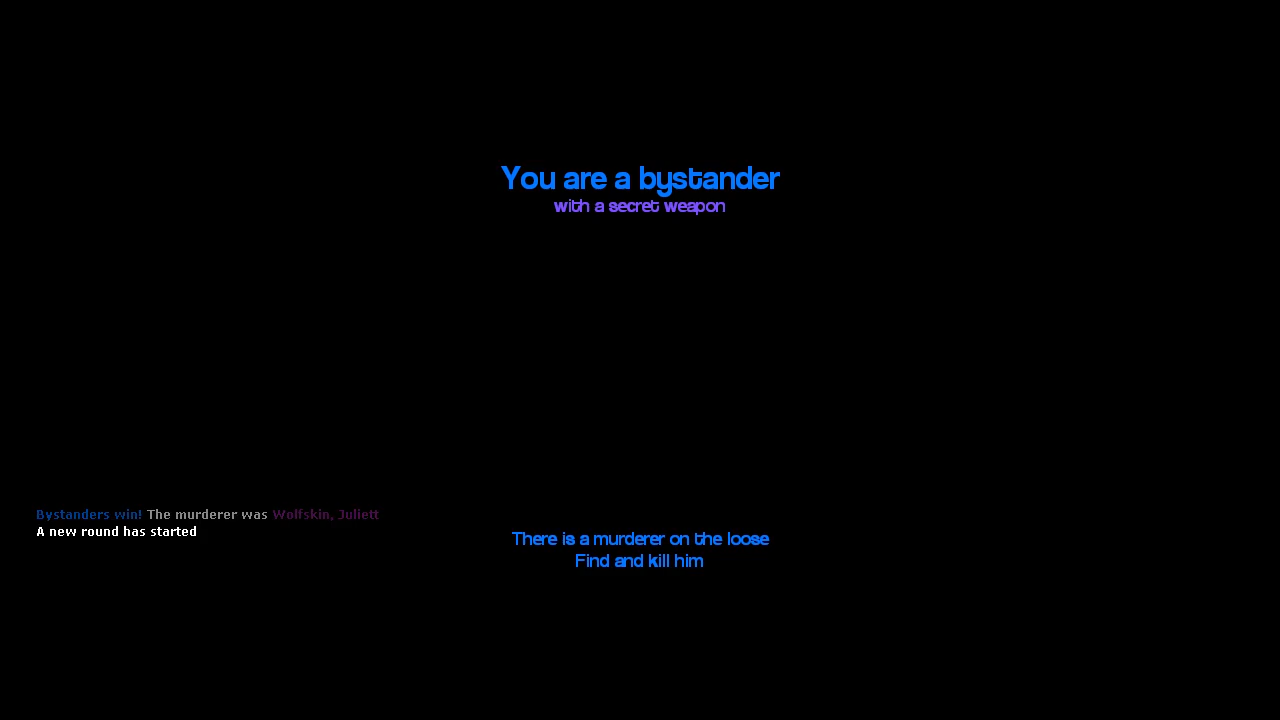 You are a bystander
with a secret weapon
Bystanders win! The murderer was Wolfskin, Juliett
A new round has started
There is a murderer on the loose
Find and kill him